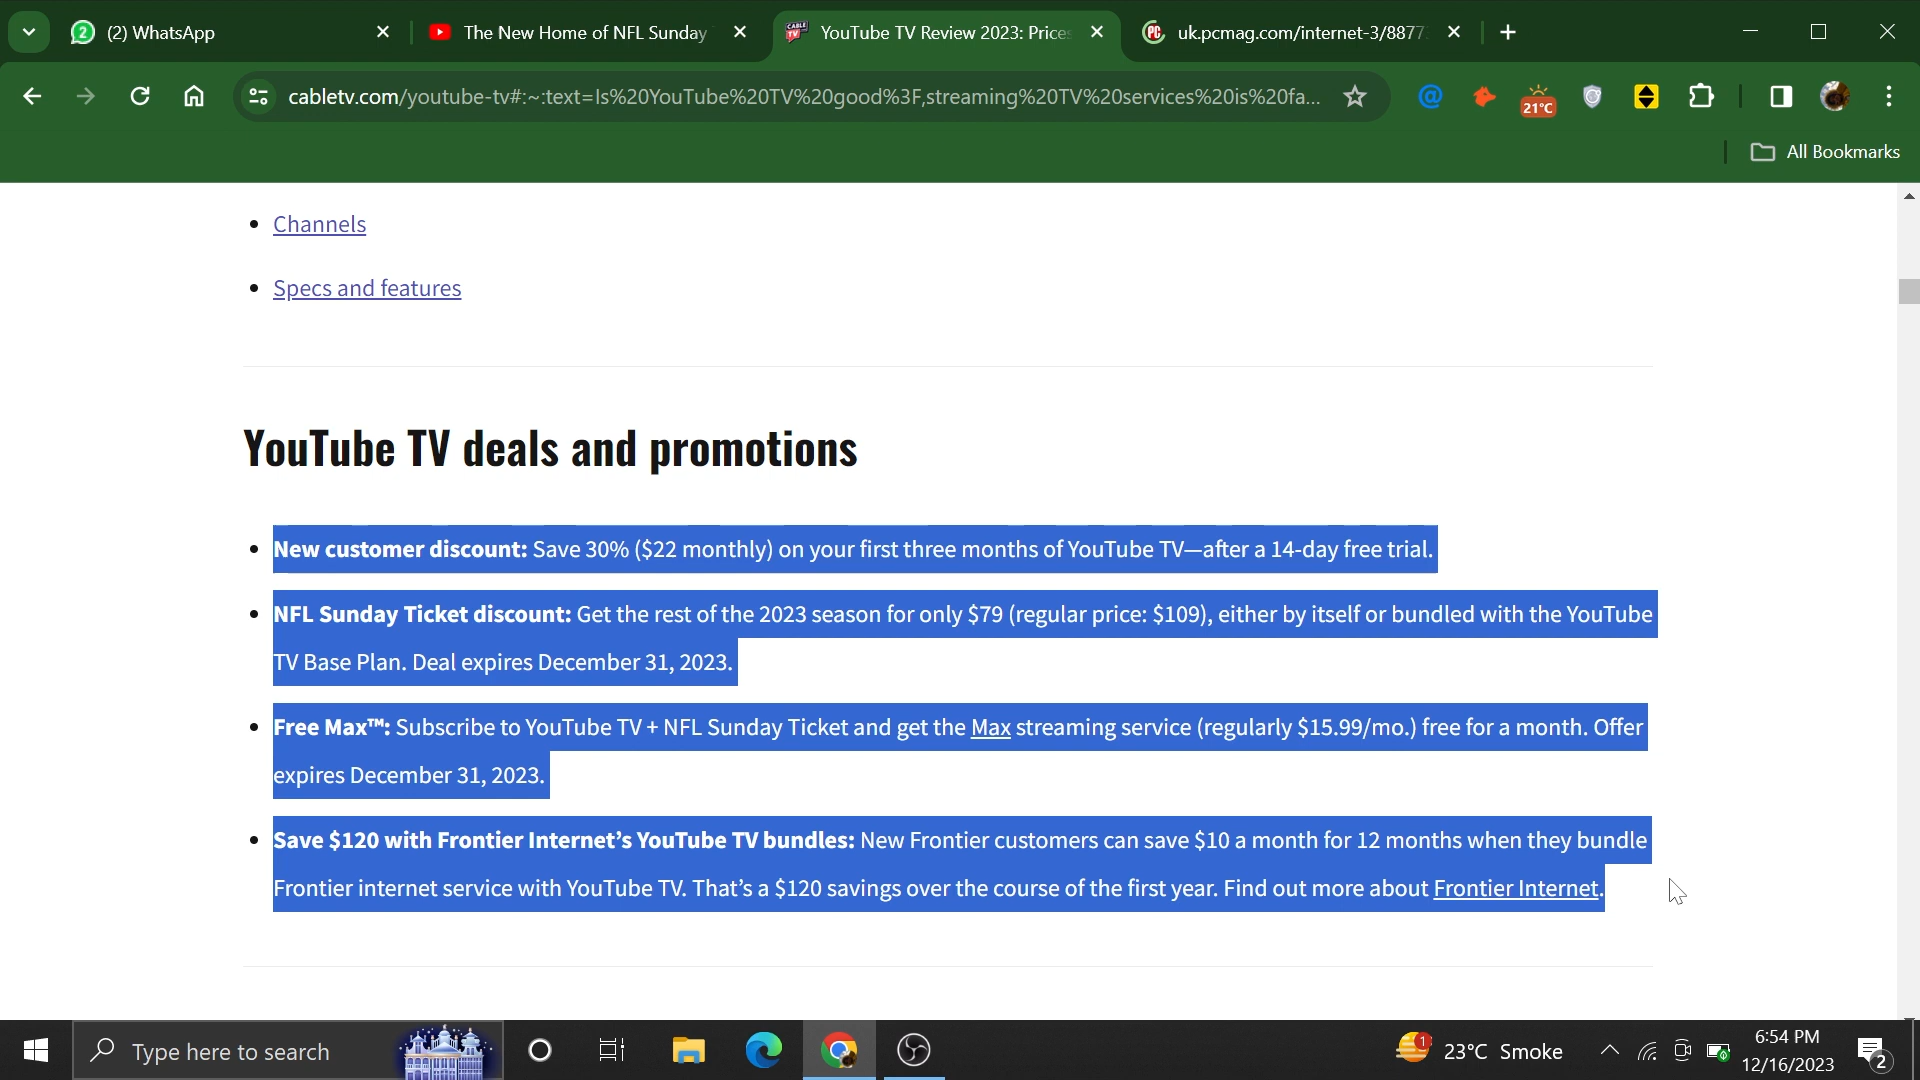 (2) WhatsApp
The New Home of NFL Sunday
YouTube TV Review 2023: Prices
uk.pcmag.com/internet-3/8877
cabletv.com/youtube-tv#:~:text=Is%20YouTube%20TV%20good%3F,streaming%20TV%20services%20is%20fa...
21°C
All Bookmarks
Channels
Specs and features
YouTube TV deals and promotions
New customer discount: Save 30% ($22 monthly) on your first three months of YouTube TV—after a 14-day free trial.
NFL Sunday Ticket discount: Get the rest of the 2023 season for only $79 (regular price: $109), either by itself or bundled with the YouTube
TV Base Plan. Deal expires December 31, 2023.
Free Max™: Subscribe to YouTube TV + NFL Sunday Ticket and get the Max streaming service (regularly $15.99/mo.) free for a month. Offer
expires December 31, 2023.
Save $120 with Frontier Internet’s YouTube TV bundles: New Frontier customers can save $10 a month for 12 months when they bundle
Frontier internet service with YouTube TV. That’s a $120 savings over the course of the first year. Find out more about Frontier Internet.
Type here to search
1
23°C Smoke
6:54 PM
12/16/2023
2